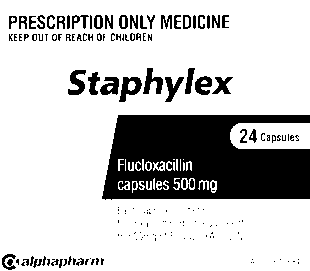 PRESCRIPTION ONLY MEDICINE
KEEP OUT OF REACH OF CHILDREN
Staphylex
24 Capsules
Flucloxacillin
capsules 500 mg
alphapharm